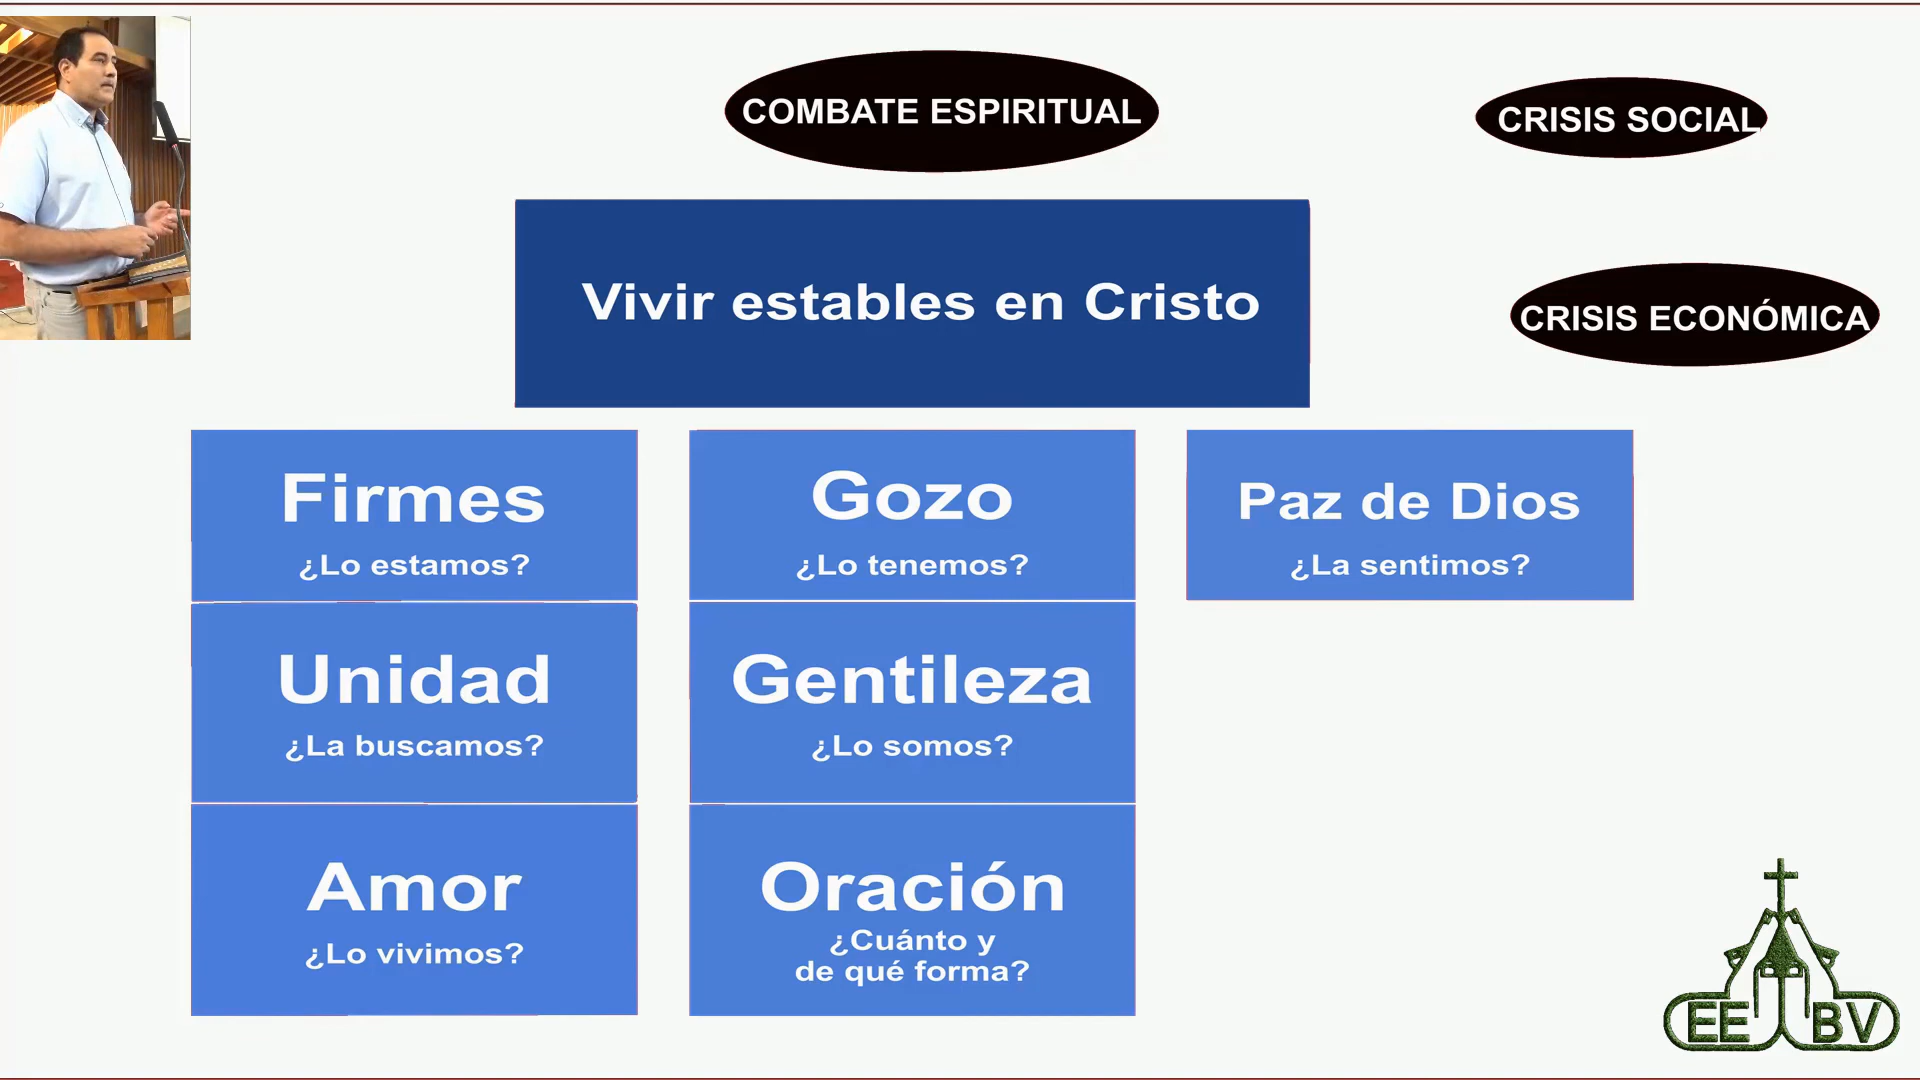 COMBATE ESPIRITUAL
CRISIS SOCIAL
Vivir estables en Cristo
CRISIS ECONÓMICA
Firmes
¿Lo estamos?
Gozo
¿Lo tenemos?
Paz de Dios
¿La sentimos?
Unidad
¿La buscamos?
Gentileza
¿Lo somos?
Amor
¿Lo vivimos?
Oración
¿Cuánto y
de qué forma?
EE BV